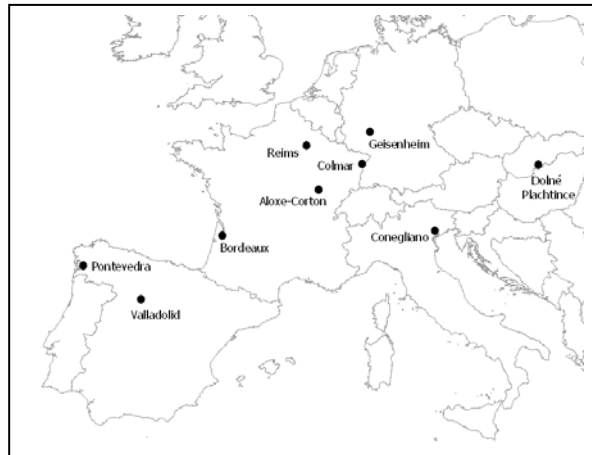 Geisenheim
Reims
Colmar
Dolné
Plachtince
Aloxe-Corton
Conegliano
Bordeaux
Pontevedra
Valladolid